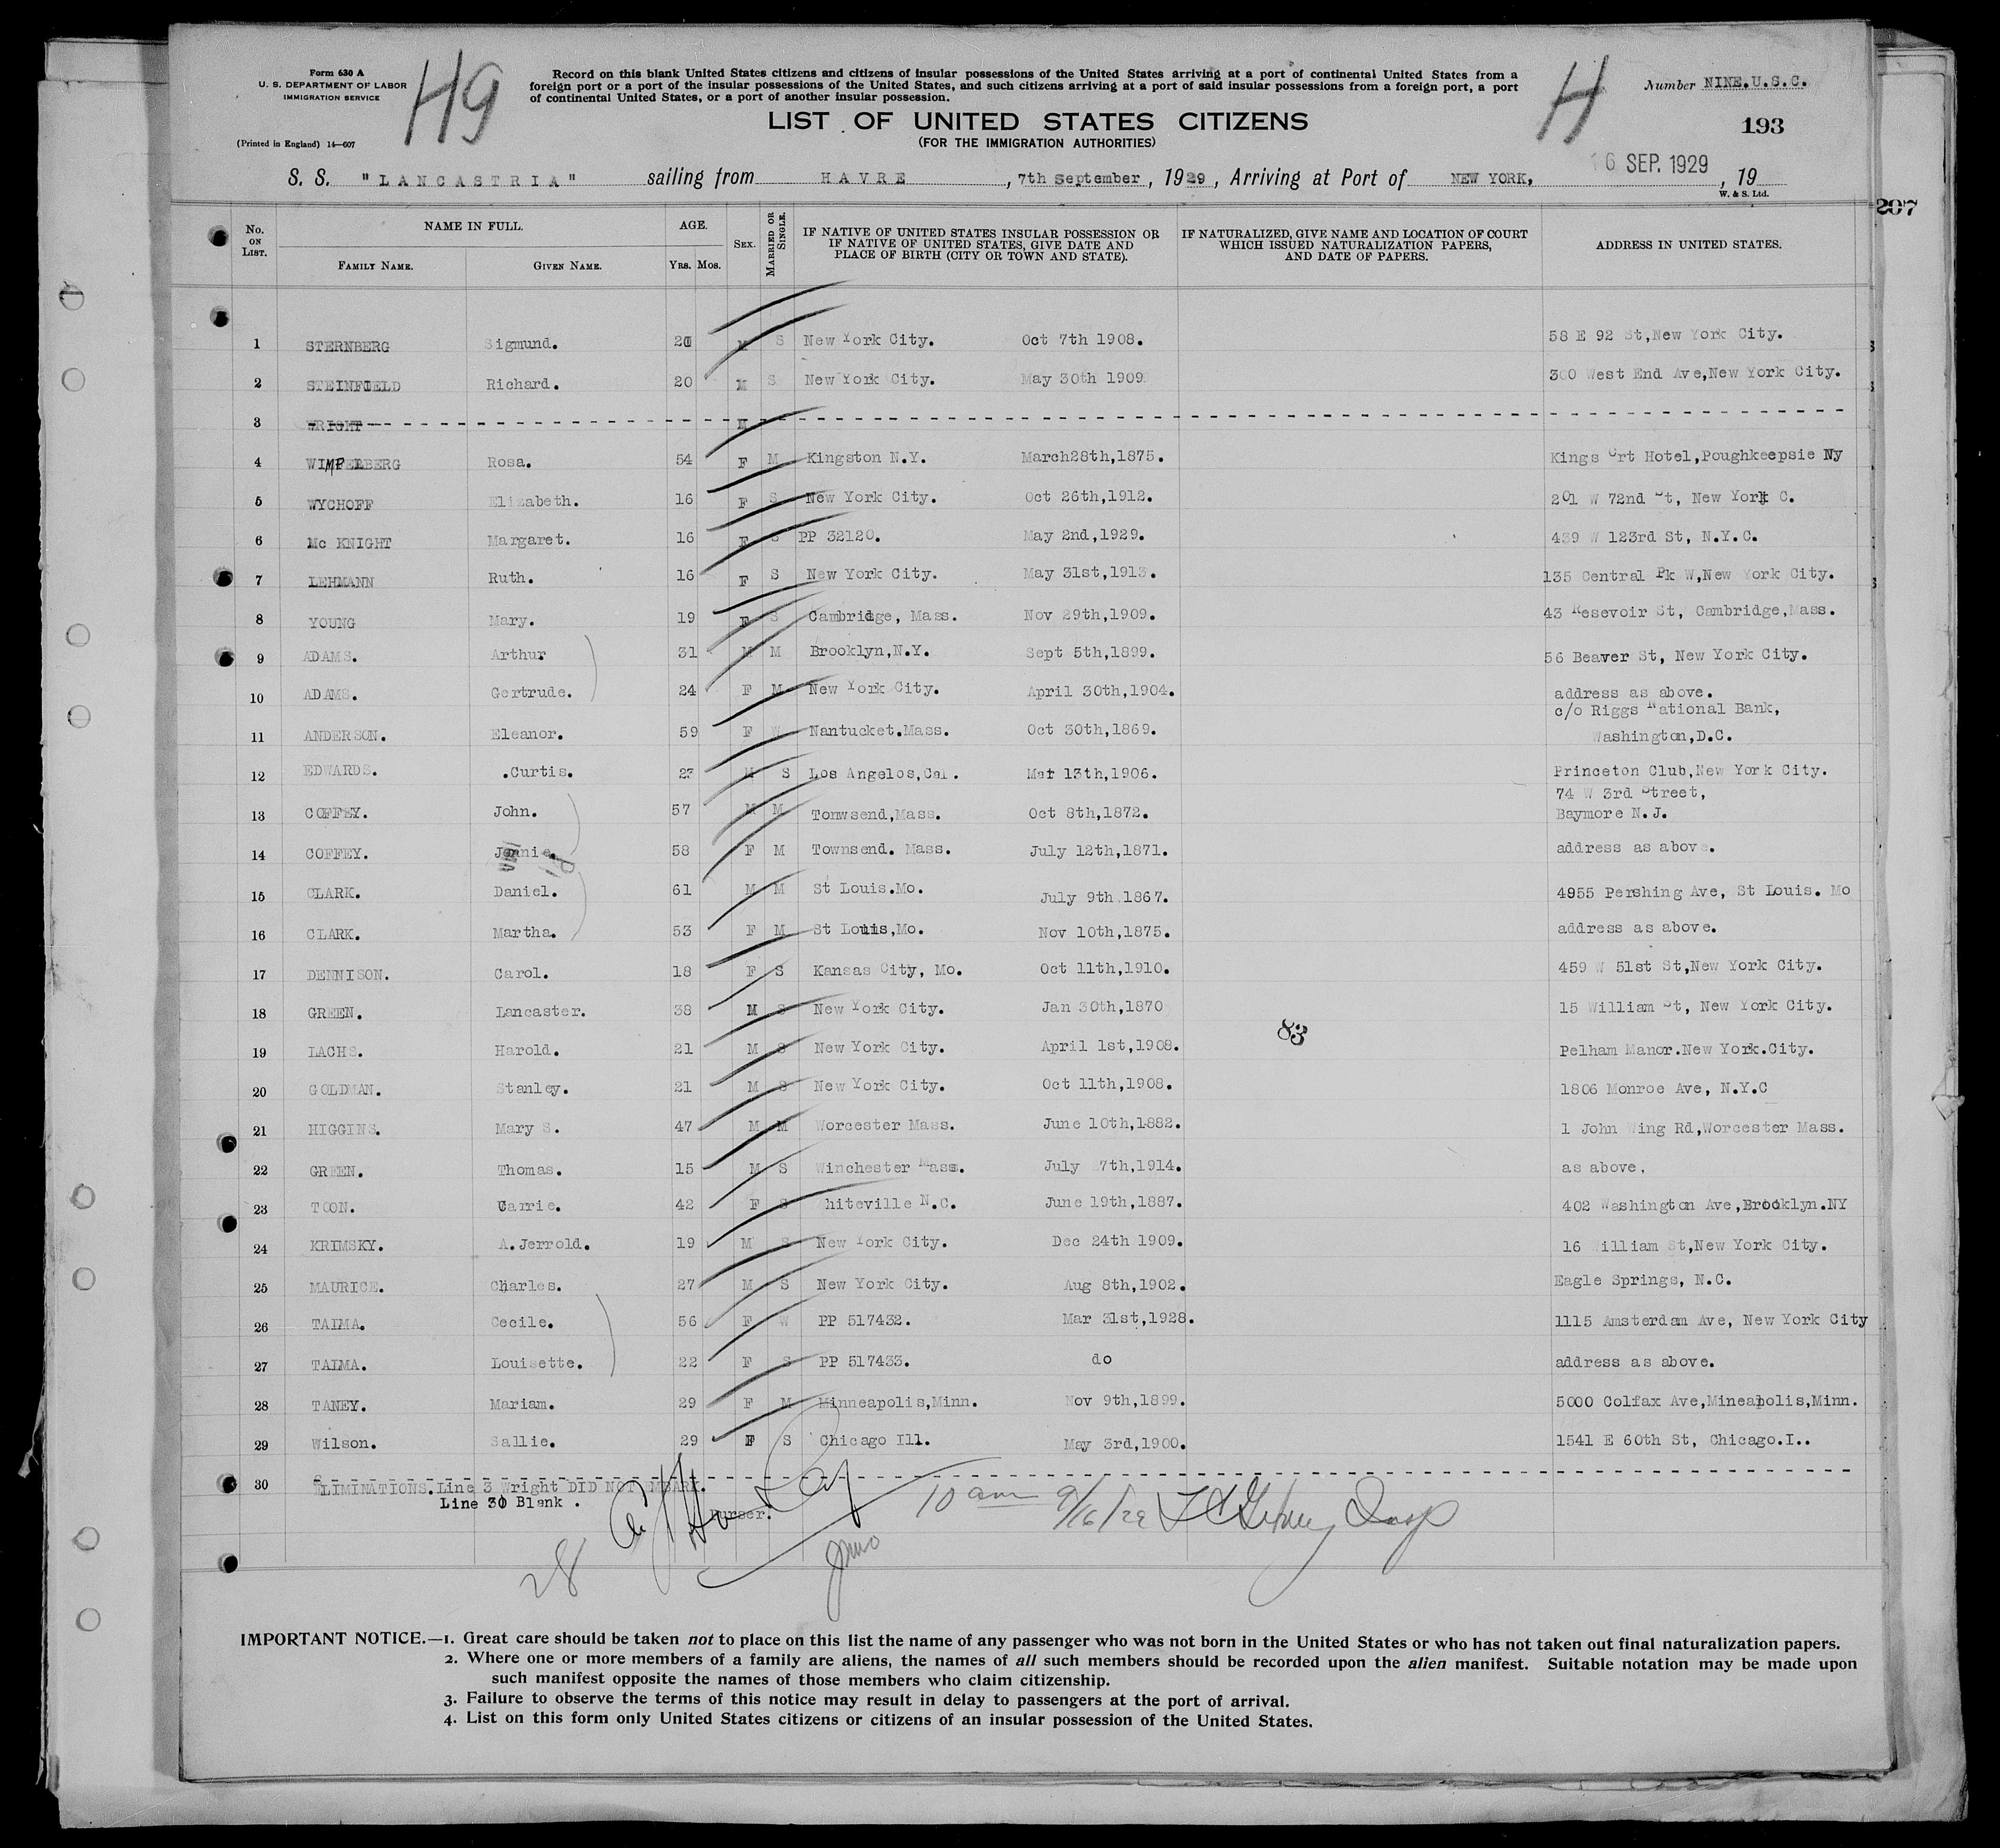 Form 630 A
U. S. DEPARTMENT OF LABOR
IMMIGRATION SERVICE
(Printed in England) 14—607
H9
Record on this blank United States citizens and citizens of insular possessions of the United States arriving at a port of continental United States from a
foreign port or a port of the insular possessions of the United States, and such citizens arriving at a port of said insular possessions from a foreign port, a port
of continental United States, or a port of another insular possession.
H
Number NINE.U.S.C.
LIST OF UNITED STATES CITIZENS
(FOR THE IMMIGRATION AUTHORITIES)
193
S. S. "LANCASTRIA" sailing from HAVRE, 7th September, 1929, Arriving at Port of NEW YORK, 16 SEP. 1929, 19
W. & S. Ltd.
207
No. ON LIST. NAME IN FULL. FAMILY NAME. GIVEN NAME. AGE. YRS. MOS. SEX. MARRIED OR SINGLE. IF NATIVE OF UNITED STATES INSULAR POSSESSION OR IF NATIVE OF UNITED STATES, GIVE DATE AND PLACE OF BIRTH (CITY OR TOWN AND STATE). IF NATURALIZED, GIVE NAME AND LOCATION OF COURT WHICH ISSUED NATURALIZATION PAPERS, AND DATE OF PAPERS. ADDRESS IN UNITED STATES.
1 STERNBERG Sigmund. 20 M S New York City. Oct 7th 1908. 58 E 92 St,New York City.
2 STEINFIELD Richard. 20 M S New York City. May 30th 1909 300 West End Ave,New York City.
3 WRIGHT M
4 WIMPELBERG Rosa. 54 F M Kingston N.Y. March28th,1875. Kings Crt Hotel,Poughkeepsie Ny
5 WYCHOFF Elizabeth. 16 F S New York City. Oct 26th,1912. 201 W 72nd St, New York C.
6 Mc KNIGHT Margaret. 16 F S PP 32120. May 2nd,1929. 439 W 123rd St, N.Y.C.
7 LEHMANN Ruth. 16 F S New York City. May 31st,1913. 135 Central Pk W,New York City.
8 YOUNG Mary. 19 F S Cambridge, Mass. Nov 29th,1909. 43 Resevoir St, Cambridge,Mass.
9 ADAMS. Arthur 31 M M Brooklyn,N.Y. Sept 5th,1899. 56 Beaver St, New York City.
10 ADAMS. Gertrude. 24 F M New York City. April 30th,1904. address as above.
11 ANDERSON. Eleanor. 59 F W Nantucket.Mass. Oct 30th,1869. c/o Riggs National Bank,
Washington,D.C.
12 EDWARDS. .Curtis. 23 M S Los Angelos,Cal. Mar 13th,1906. Princeton Club,New York City.
13 COFFEY. John. 57 M M Tomwsend,Mass. Oct 8th,1872. 74 W 3rd Street,
Baymore N.J.
14 COFFEY. Jennie. 58 F M Townsend. Mass. July 12th,1871. address as above.
15 CLARK. Daniel. 61 M M St Louis.Mo. July 9th 1867. 4955 Pershing Ave, St Louis. Mo
16 CLARK. Martha. 53 F M St Louis,Mo. Nov 10th,1875. address as above.
17 DENNISON. Carol. 18 F S Kansas City, Mo. Oct 11th,1910. 459 W 51st St,New York City.
18 GREEN. Lancaster. 38 M S New York City. Jan 30th,1870 15 William St, New York City.
19 LACHS. Harold. 21 M S New York City. April 1st,1908. 83 Pelham Manor.New York.City.
20 GOLDMAN. Stanley. 21 M S New York City. Oct 11th,1908. 1806 Monroe Ave, N.Y.C
21 HIGGINS. Mary S. 47 M M Worcester Mass. June 10th,1882. 1 John Wing Rd,Worcester Mass.
22 GREEN. Thomas. 15 M S Winchester Mass. July 27th,1914. as above.
23 TOON. Carrie. 42 F S hiteville N.C. June 19th,1887. 402 Washington Ave,Brooklyn.NY
24 KRIMSKY. A.Jerrold. 19 M S New York City. Dec 24th 1909. 16 William St,New York City.
25 MAURICE. Charles. 27 M S New York City. Aug 8th,1902. Eagle Springs, N.C.
26 TALMA. Cecile. 56 F W PP 517432. Mar 31st,1928. 1115 Amsterdam Ave, New York City
27 TALMA. Louisette. 22 F S PP 517433. do address as above.
28 TANEY. Mariam. 29 F M Minneapolis,Minn. Nov 9th,1899. 5000 Colfax Ave,Mineapolis,Minn.
29 Wilson. Sallie. 29 F S Chicago Ill. May 3rd,1900. 1541 E 60th St, Chicago.I..
30 ELIMINATIONS.Line 3 Wright DID NOT EMBARK.
Line 30 Blank .
Purser.
10 am 9/16/29
28
IMPORTANT NOTICE.—1. Great care should be taken not to place on this list the name of any passenger who was not born in the United States or who has not taken out final naturalization papers.
2. Where one or more members of a family are aliens, the names of all such members should be recorded upon the alien manifest. Suitable notation may be made upon
such manifest opposite the names of those members who claim citizenship.
3. Failure to observe the terms of this notice may result in delay to passengers at the port of arrival.
4. List on this form only United States citizens or citizens of an insular possession of the United States.